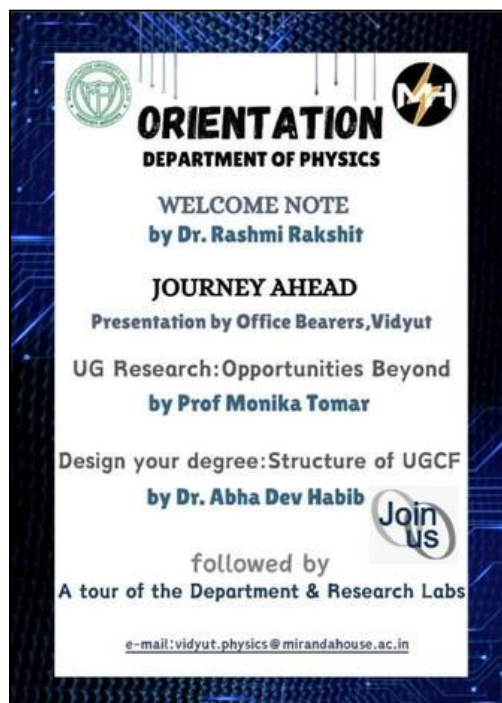 MH
ORIENTATION
DEPARTMENT OF PHYSICS
WELCOME NOTE
by Dr. Rashmi Rakshit
JOURNEY AHEAD
Presentation by Office Bearers,Vidyut
UG Research:Opportunities Beyond
by Prof Monika Tomar
Design your degree:Structure of UGCF
by Dr. Abha Dev Habib
Join
us
followed by
A tour of the Department & Research Labs
e-mail:vidyut.physics@mirandahouse.ac.in